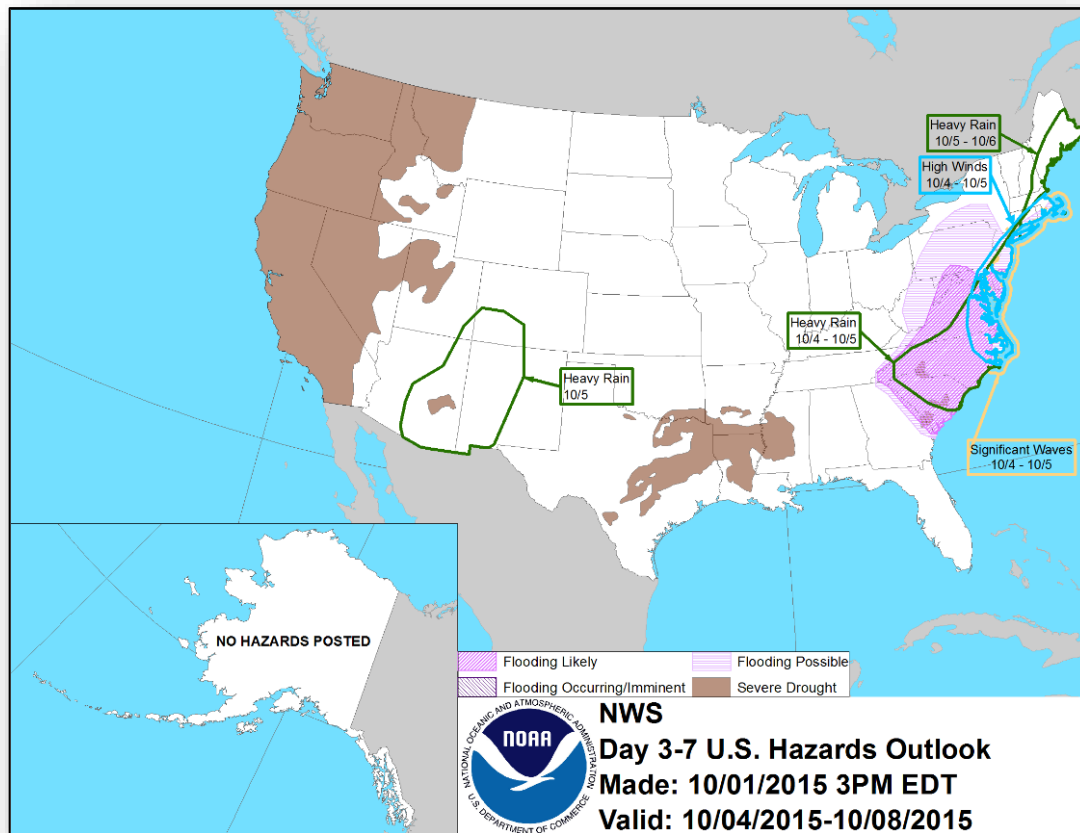 Heavy Rain
10/5 - 10/6
High Winds
10/4 - 10/5
Heavy Rain
10/4 - 10/5
Heavy Rain
10/5
Significant Waves
10/4 - 10/5
NO HAZARDS POSTED
Flooding Likely
Flooding Possible
Flooding Occurring/Imminent
Severe Drought
NATIONAL OCEANIC AND ATMOSPHERIC ADMINISTRATION
NOAA
U.S. DEPARTMENT OF COMMERCE
NWS
Day 3-7 U.S. Hazards Outlook
Made: 10/01/2015 3PM EDT
Valid: 10/04/2015-10/08/2015